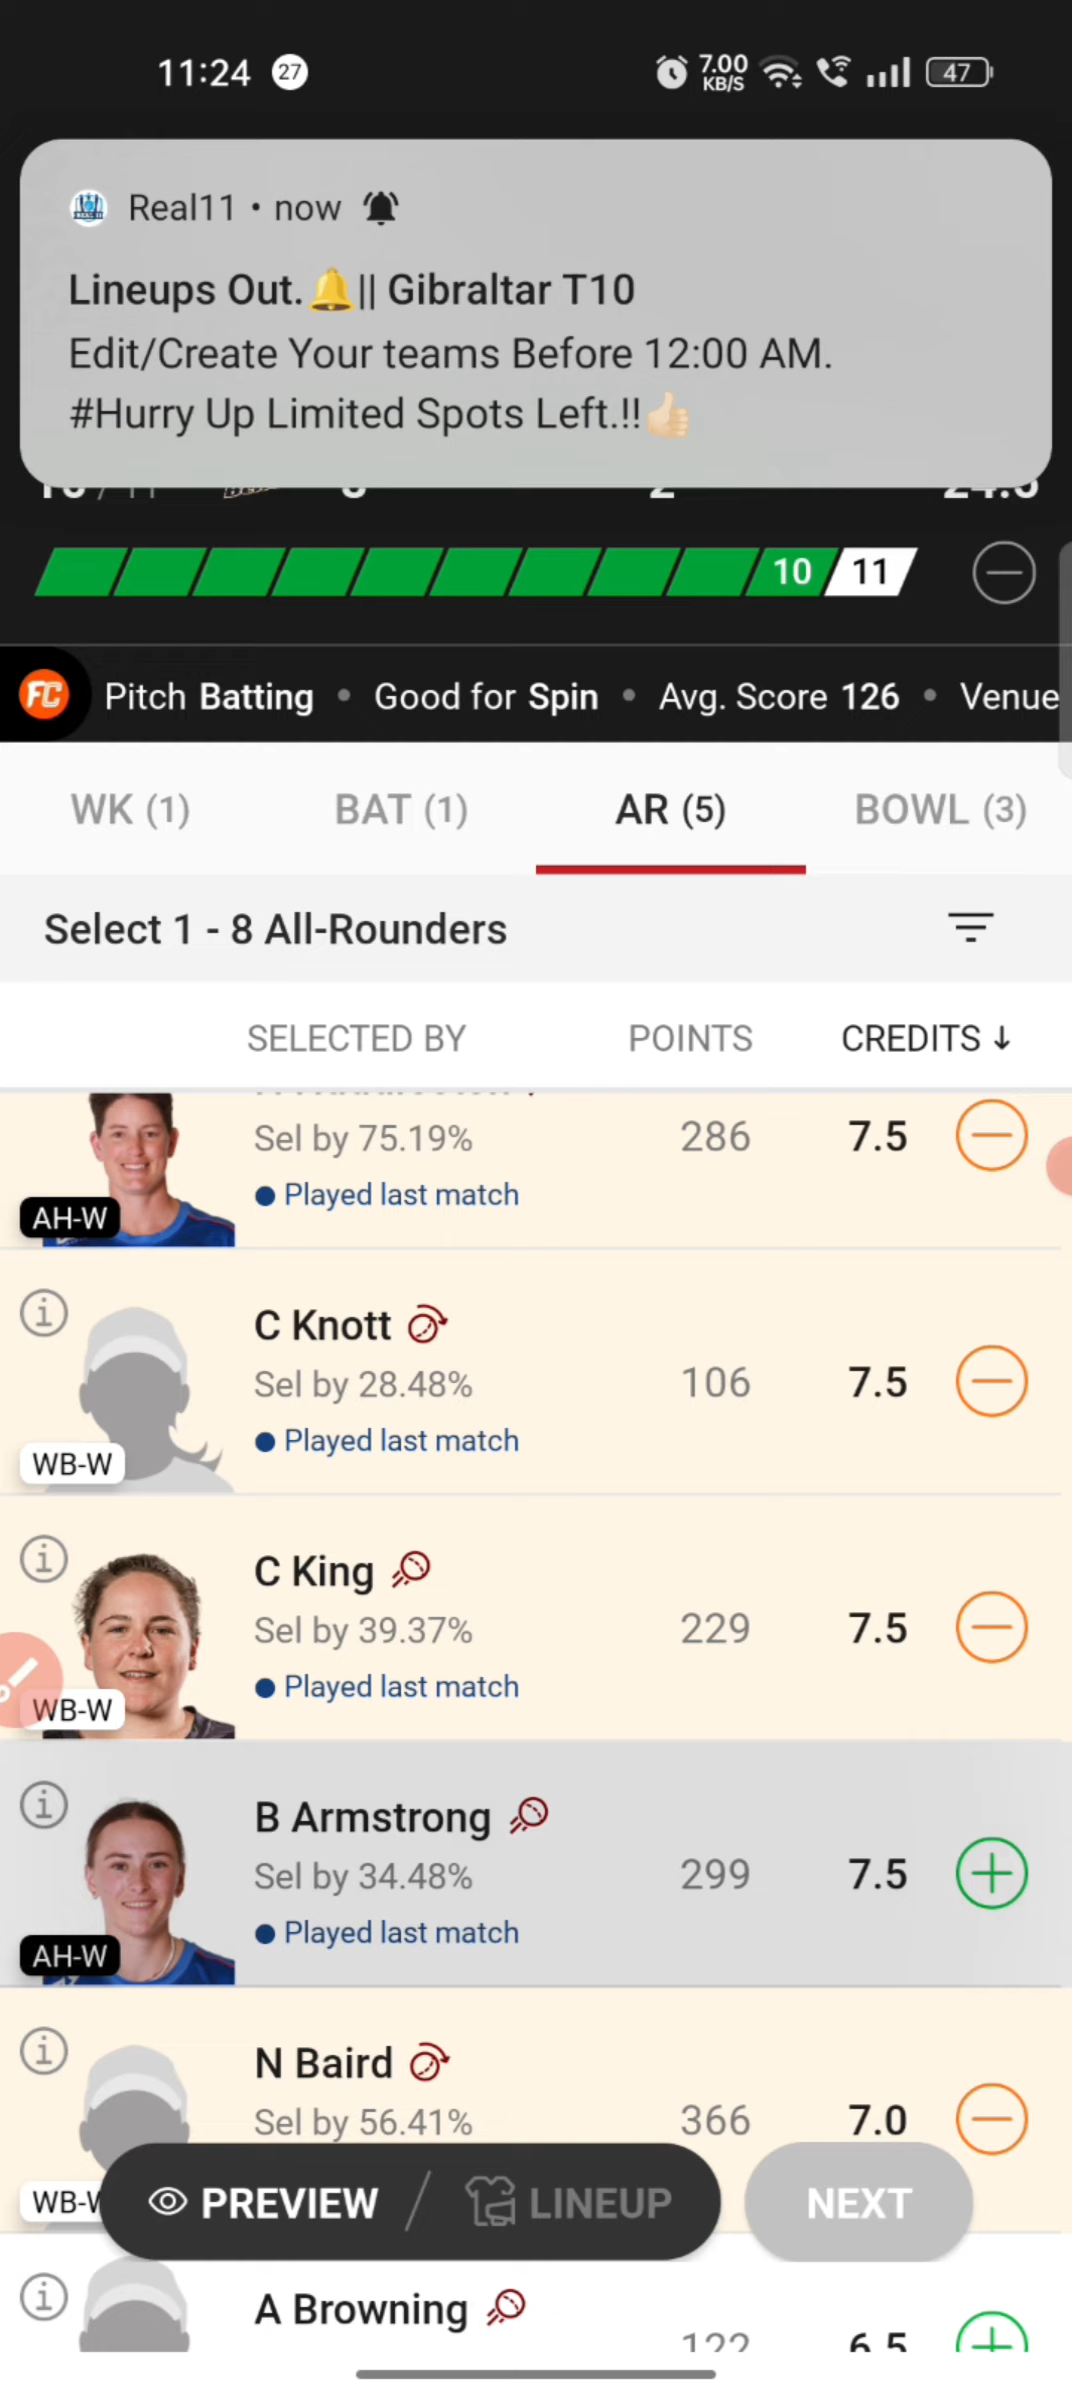 11:24 27 7.00 KB/S 47
Real11 • now
Lineups Out.🔔|| Gibraltar T10
Edit/Create Your teams Before 12:00 AM.
#Hurry Up Limited Spots Left.!!👍🏻
10 11
FC Pitch Batting • Good for Spin • Avg. Score 126 • Venue
WK (1) BAT (1) AR (5) BOWL (3)
Select 1 - 8 All-Rounders
SELECTED BY POINTS CREDITS ↓
Sel by 75.19% 286 7.5
Played last match
AH-W
C Knott
Sel by 28.48% 106 7.5
Played last match
WB-W
C King
Sel by 39.37% 229 7.5
Played last match
WB-W
B Armstrong
Sel by 34.48% 299 7.5
Played last match
AH-W
N Baird
Sel by 56.41% 366 7.0
WB-W
PREVIEW / LINEUP NEXT
A Browning
122 6.5